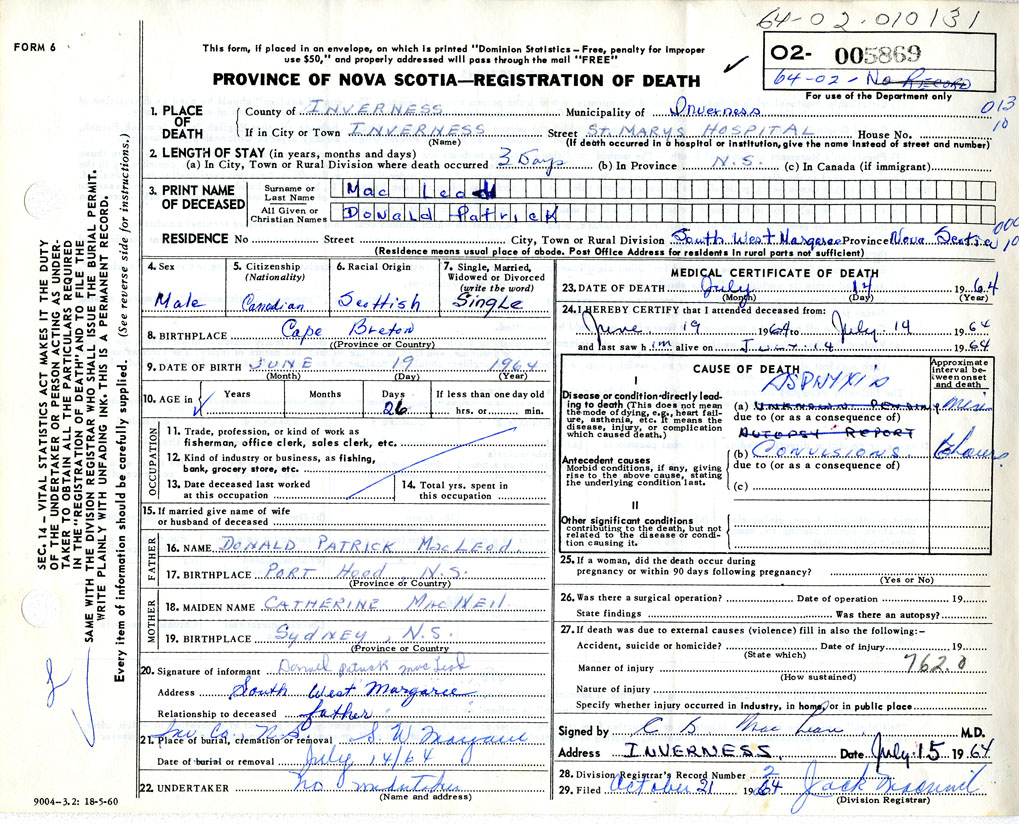 64-02-010131
FORM 6
This form, if placed in an envelope, on which is printed "Dominion Statistics—Free, penalty for improper
use $50," and properly addressed will pass through the mail "FREE"
PROVINCE OF NOVA SCOTIA—REGISTRATION OF DEATH
02- 005869
64-02- No Record
For use of the Department only
013
10
1. PLACE OF DEATH
County of INVERNESS Municipality of Inverness
If in City or Town INVERNESS Street ST. MARYS HOSPITAL House No.
(Name) (If death occurred in a hospital or institution, give the name instead of street and number)
2. LENGTH OF STAY (in years, months and days)
(a) In City, Town or Rural Division where death occurred 3 Days (b) In Province N.S. (c) In Canada (if immigrant)
3. PRINT NAME OF DECEASED
Surname or Last Name Mac Leod
All Given or Christian Names Donald Patrick
000
10
RESIDENCE No Street City, Town or Rural Division South West Margaree Province Nova Scotia
(Residence means usual place of abode. Post Office Address for residents in rural parts not sufficient)
4. Sex Male
5. Citizenship (Nationality) Canadian
6. Racial Origin Scottish
7. Single, Married, Widowed or Divorced (write the word) Single
8. BIRTHPLACE Cape Breton
((Province or Country)
9. DATE OF BIRTH JUNE 19 1964
(Month) (Day) (Year)
10. AGE in Years Months Days 26 If less than one day old hrs. or min.
OCCUPATION
11. Trade, profession, or kind of work as
fisherman, office clerk, sales clerk, etc.
12. Kind of industry or business, as fishing,
bank, grocery store, etc.
13. Date deceased last worked
at this occupation
14. Total yrs. spent in
this occupation
15. If married give name of wife
or husband of deceased
FATHER
16. NAME DONALD PATRICK MacLeod
17. BIRTHPLACE PORT Hood, N.S.
(Province or Country)
MOTHER
18. MAIDEN NAME CATHERINE MacNeil
19. BIRTHPLACE Sydney, N.S.
(Province or Country)
20. Signature of informant Donald patrick mac Leod
Address South West Margaree
Inv. Co. N.S.
Relationship to deceased father
21. Place of burial, cremation or removal S. W Margaree
Date of burial or removal July 14/64
22. UNDERTAKER no undertaker
(Name and address)
9004-3.2: 18-5-60
MEDICAL CERTIFICATE OF DEATH
23. DATE OF DEATH July 14 1964
(Month) (Day) (Year)
24. I HEREBY CERTIFY that I attended deceased from:
June 19 1964 to July 14 1964
and last saw him alive on JULY 14 1964
CAUSE OF DEATH
Approximate interval between onset and death
I
Disease or condition directly leading to death (This does not mean the mode of dying, e.g., heart failure, asthenia, etc. It means the disease, injury, or complication which caused death.)
ASPHYXIA
(a) UNKNOWN PENDING Min
due to (or as a consequence of)
AUTOPSY REPORT
Antecedent causes
Morbid conditions, if any, giving rise to the above cause, stating the underlying condition last.
(b) CONVULSIONS hours
due to (or as a consequence of)
(c)
II
Other significant conditions
contributing to the death, but not related to the disease or condition causing it.
25. If a woman, did the death occur during
pregnancy or within 90 days following pregnancy?
(Yes or No)
26. Was there a surgical operation? Date of operation 19
State findings Was there an autopsy?
27. If death was due to external causes (violence) fill in also the following:—
Accident, suicide or homicide? Date of injury 19
(State which)
762.0
Manner of injury
(How sustained)
Nature of injury
Specify whether injury occurred in industry, in home, or in public place
Signed by C B Mac Lean M.D.
Address INVERNESS Date July 15 1964
28. Division Registrar's Record Number 2
29. Filed October 21 1964 Jack Macneil
(Division Registrar)
SEC. 14—VITAL STATISTICS ACT MAKES IT THE DUTY
OF THE UNDERTAKER OR PERSON ACTING AS UNDER-
TAKER TO OBTAIN ALL THE PARTICULARS REQUIRED
IN THE "REGISTRATION OF DEATH" AND TO FILE THE
SAME WITH THE DIVISION REGISTRAR WHO SHALL ISSUE THE BURIAL PERMIT.
WRITE PLAINLY WITH UNFADING INK. THIS IS A PERMANENT RECORD.
Every item of information should be carefully supplied. (See reverse side for instructions.)